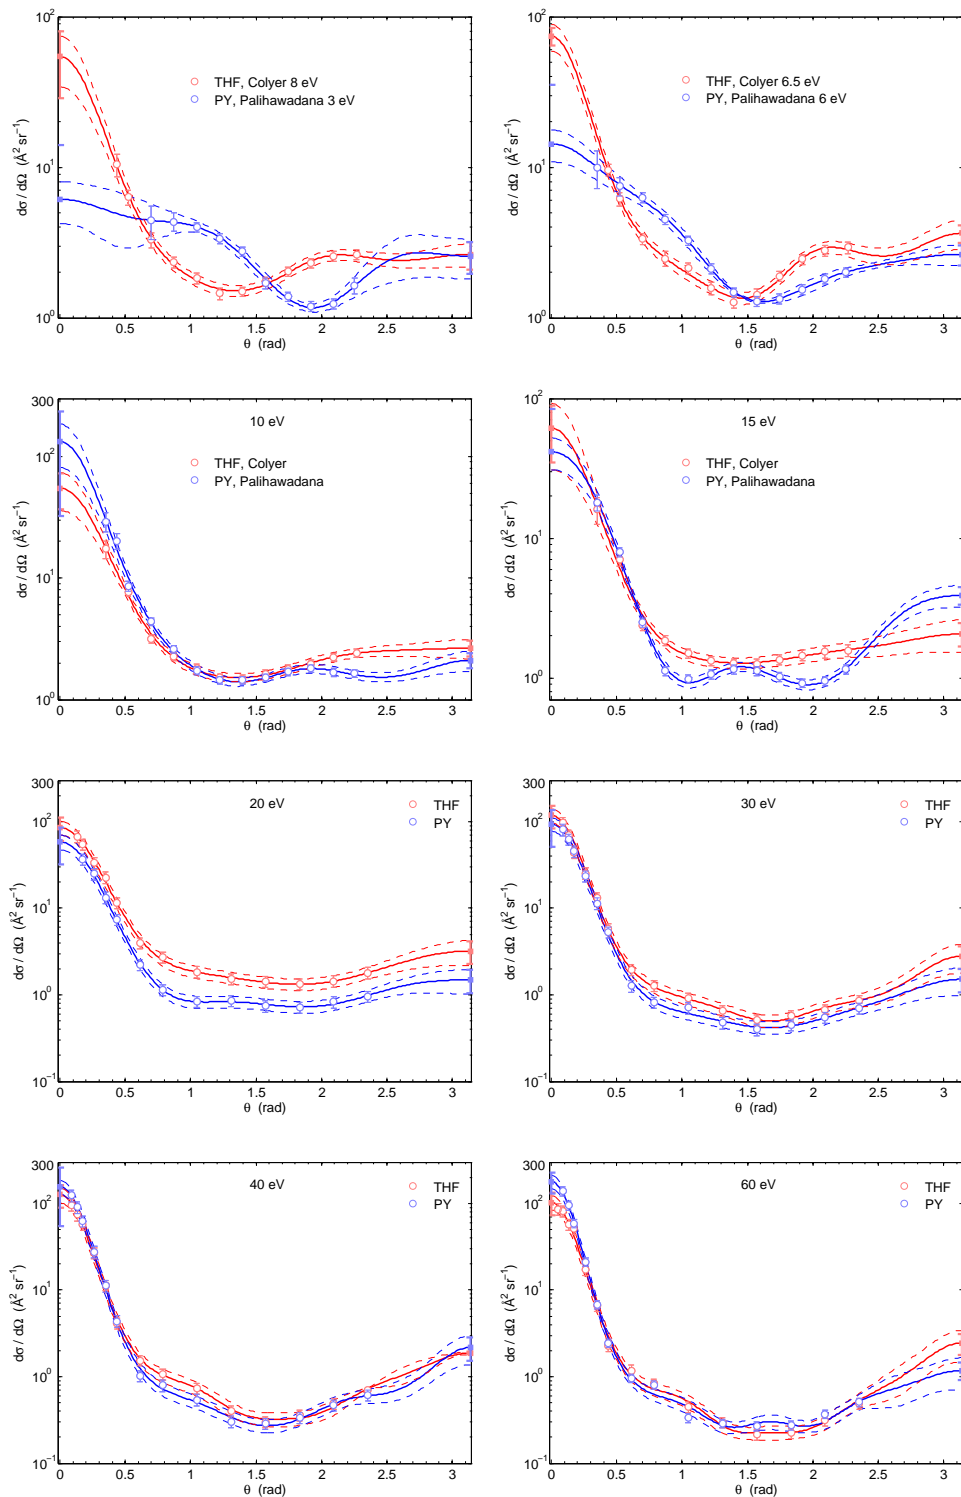 10²
10¹
10⁰
dσ / dΩ (Å² sr⁻¹)
THF, Colyer 8 eV
PY, Palihawadana 3 eV
0 0.5 1 1.5 2 2.5 3
θ (rad)
10²
10¹
10⁰
dσ / dΩ (Å² sr⁻¹)
THF, Colyer 6.5 eV
PY, Palihawadana 6 eV
0 0.5 1 1.5 2 2.5 3
θ (rad)
300
10²
10¹
10⁰
dσ / dΩ (Å² sr⁻¹)
10 eV
THF, Colyer
PY, Palihawadana
0 0.5 1 1.5 2 2.5 3
θ (rad)
10²
10¹
10⁰
dσ / dΩ (Å² sr⁻¹)
15 eV
THF, Colyer
PY, Palihawadana
0 0.5 1 1.5 2 2.5 3
θ (rad)
300
10²
10¹
10⁰
10⁻¹
dσ / dΩ (Å² sr⁻¹)
20 eV
THF
PY
0 0.5 1 1.5 2 2.5 3
θ (rad)
300
10²
10¹
10⁰
10⁻¹
dσ / dΩ (Å² sr⁻¹)
30 eV
THF
PY
0 0.5 1 1.5 2 2.5 3
θ (rad)
300
10²
10¹
10⁰
10⁻¹
dσ / dΩ (Å² sr⁻¹)
40 eV
THF
PY
0 0.5 1 1.5 2 2.5 3
θ (rad)
300
10²
10¹
10⁰
10⁻¹
dσ / dΩ (Å² sr⁻¹)
60 eV
THF
PY
0 0.5 1 1.5 2 2.5 3
θ (rad)